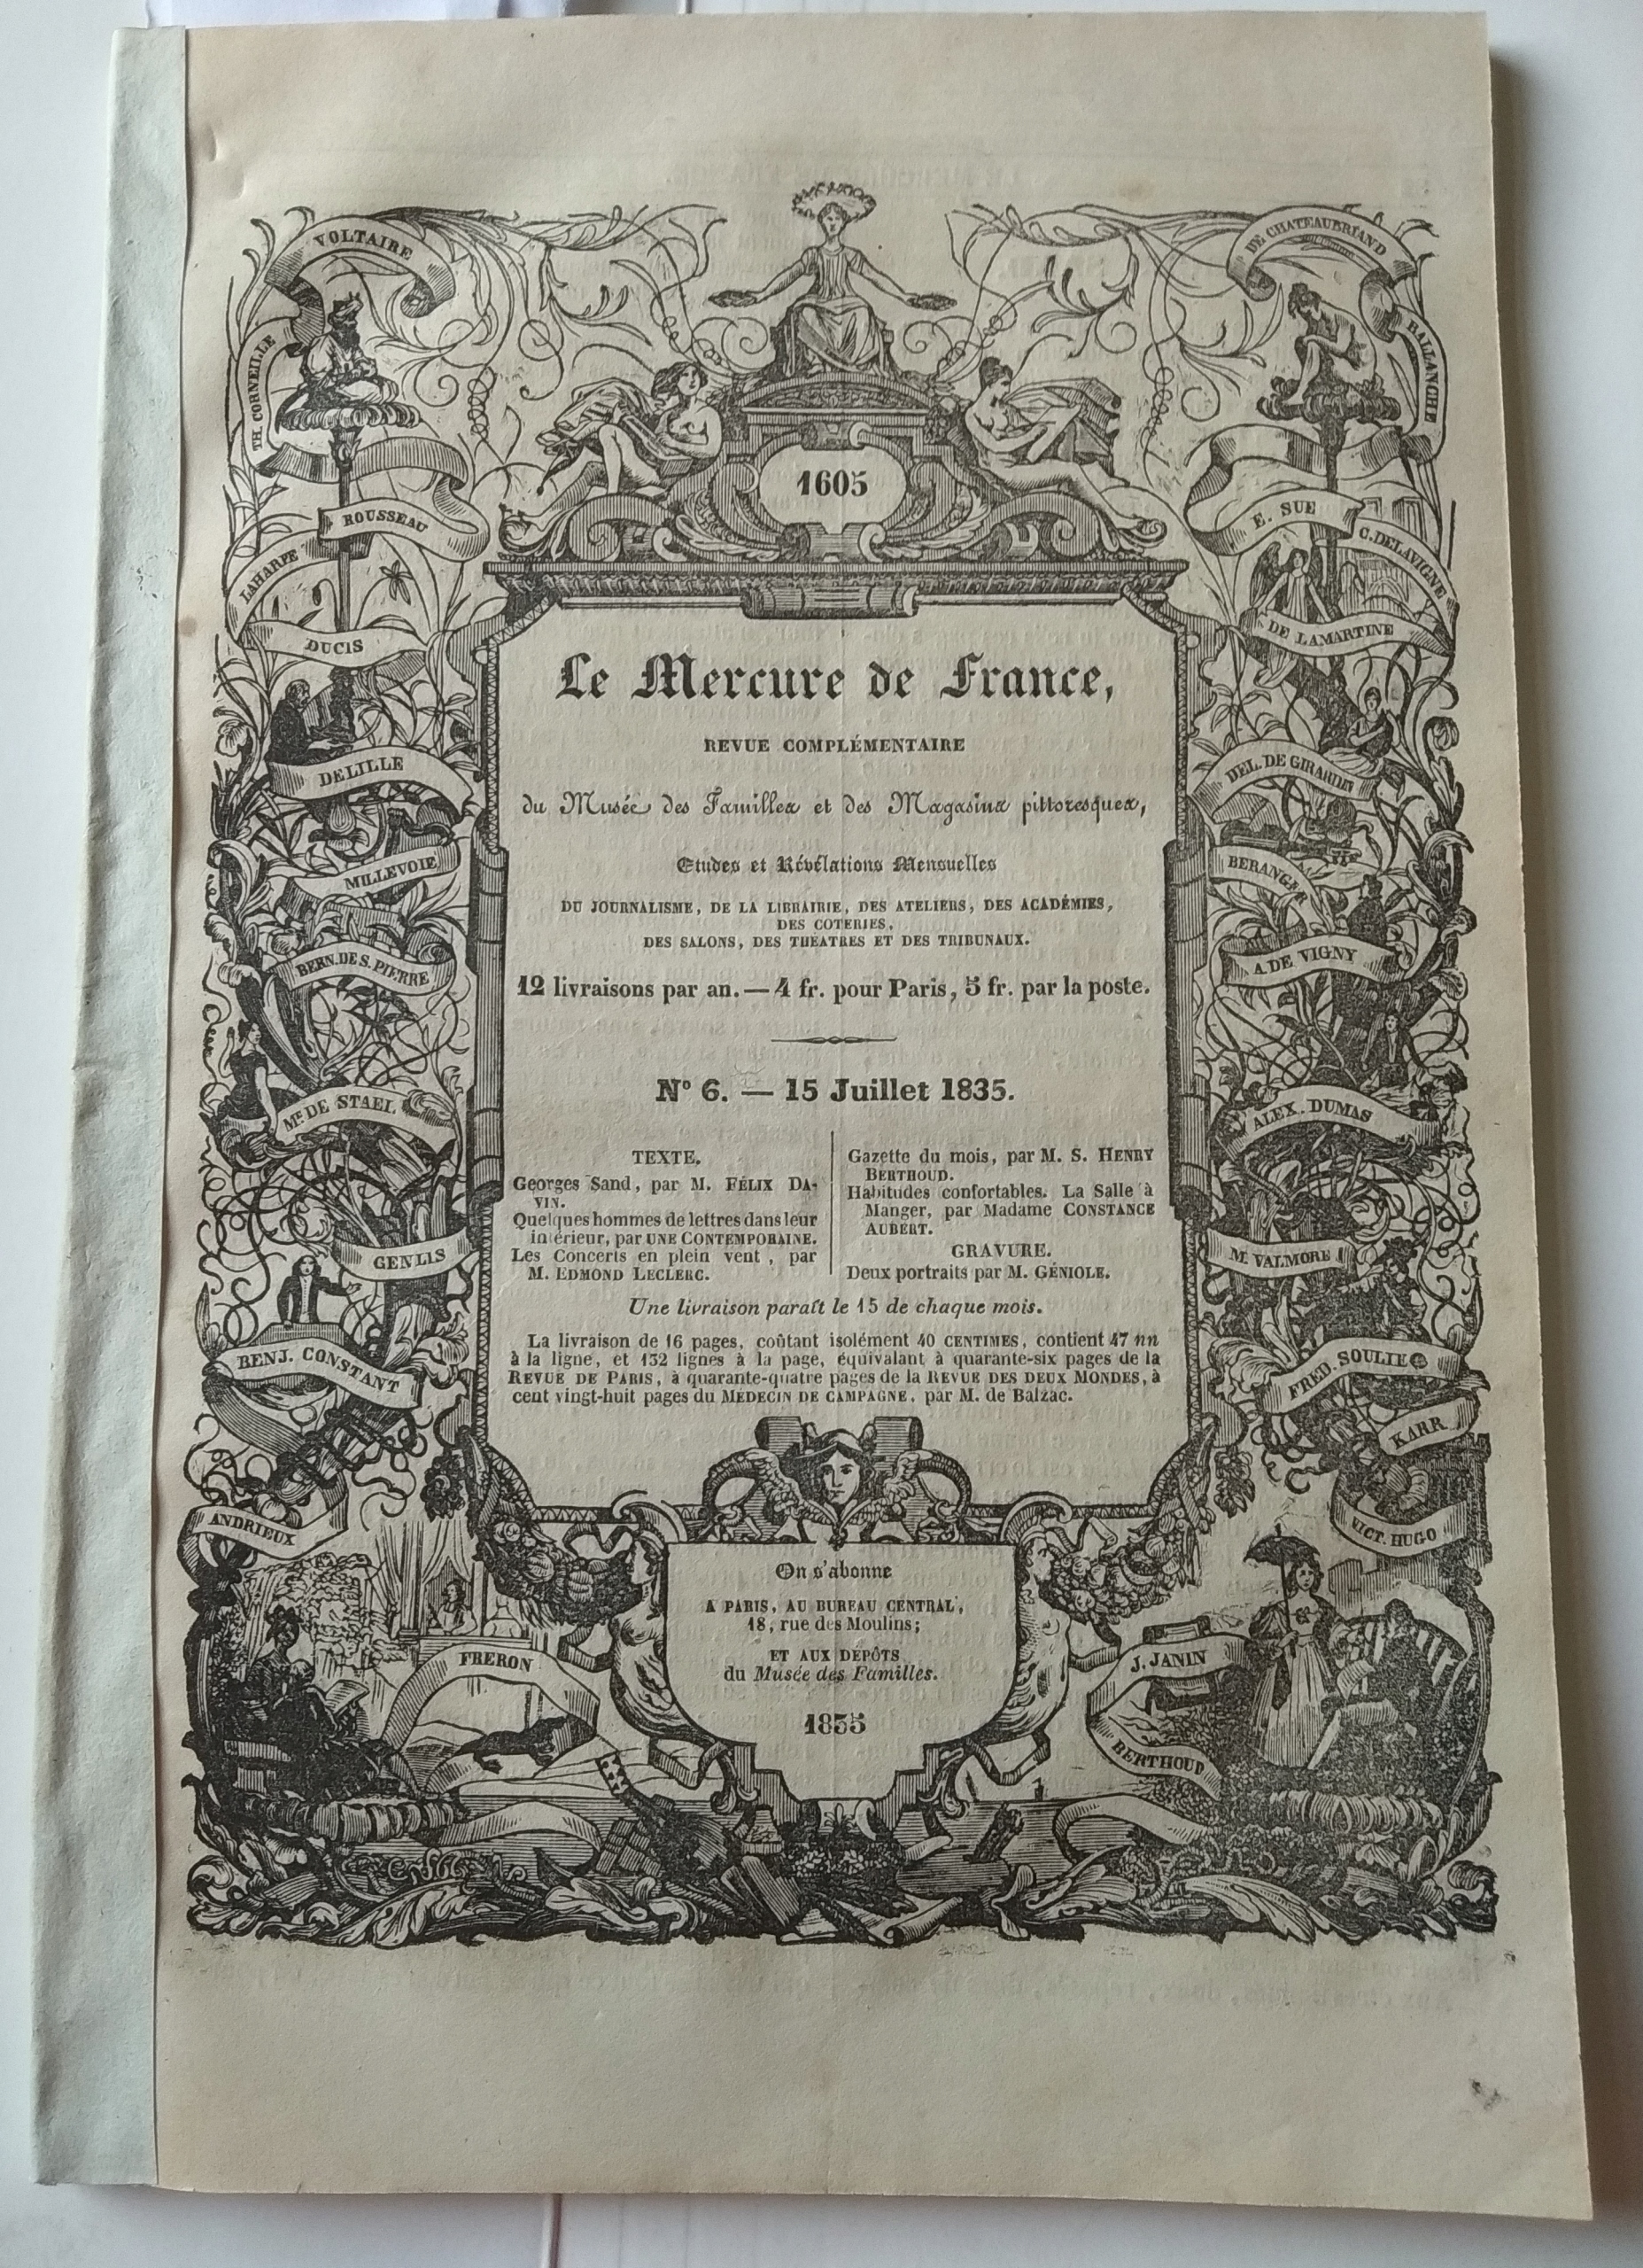 VOLTAIRE
TH. CORNEILLE
ROUSSEAU
LAHARPE
DUCIS
DELILLE
MILLEVOIE
BERN. DE S. PIERRE
Me. DE STAEL
GENLIS
BENJ. CONSTANT
ANDRIEUX
FRERON
DE CHATEAUBRIAND
BALLANCHE
E. SUE
C. DELAVIGNE
DE LAMARTINE
DEL. DE GIRARDIN
BERANGER
A. DE VIGNY
ALEX. DUMAS
M. VALMORE
FRED. SOULIE
KARR
VICT. HUGO
J. JANIN
BERTHOUD
1605
Le Mercure de France,
REVUE COMPLÉMENTAIRE
du Musée des Familles et des Magasins pittoresques,
Etudes et Révélations Mensuelles
DU JOURNALISME, DE LA LIBRAIRIE, DES ATELIERS, DES ACADÉMIES,
DES COTERIES,
DES SALONS, DES THÉATRES ET DES TRIBUNAUX.
12 livraisons par an. — 4 fr. pour Paris, 5 fr. par la poste.
No 6. — 15 Juillet 1835.
TEXTE.
Georges Sand, par M. FÉLIX DA-
VIN.
Quelques hommes de lettres dans leur
intérieur, par UNE CONTEMPORAINE.
Les Concerts en plein vent, par
M. EDMOND LECLERC.
Gazette du mois, par M. S. HENRY
BERTHOUD.
Habitudes confortables. La Salle à
Manger, par Madame CONSTANCE
AUBERT.
GRAVURE.
Deux portraits par M. GÉNIOLE.
Une livraison paraît le 15 de chaque mois.
La livraison de 16 pages, coûtant isolément 40 CENTIMES, contient 47 nn
à la ligne, et 132 lignes à la page, équivalant à quarante-six pages de la
REVUE DE PARIS, à quarante-quatre pages de la REVUE DES DEUX MONDES, à
cent vingt-huit pages du MÉDECIN DE CAMPAGNE, par M. de Balzac.
On s'abonne
A PARIS, AU BUREAU CENTRAL,
18, rue des Moulins;
ET AUX DÉPÔTS
du Musée des Familles.
1835